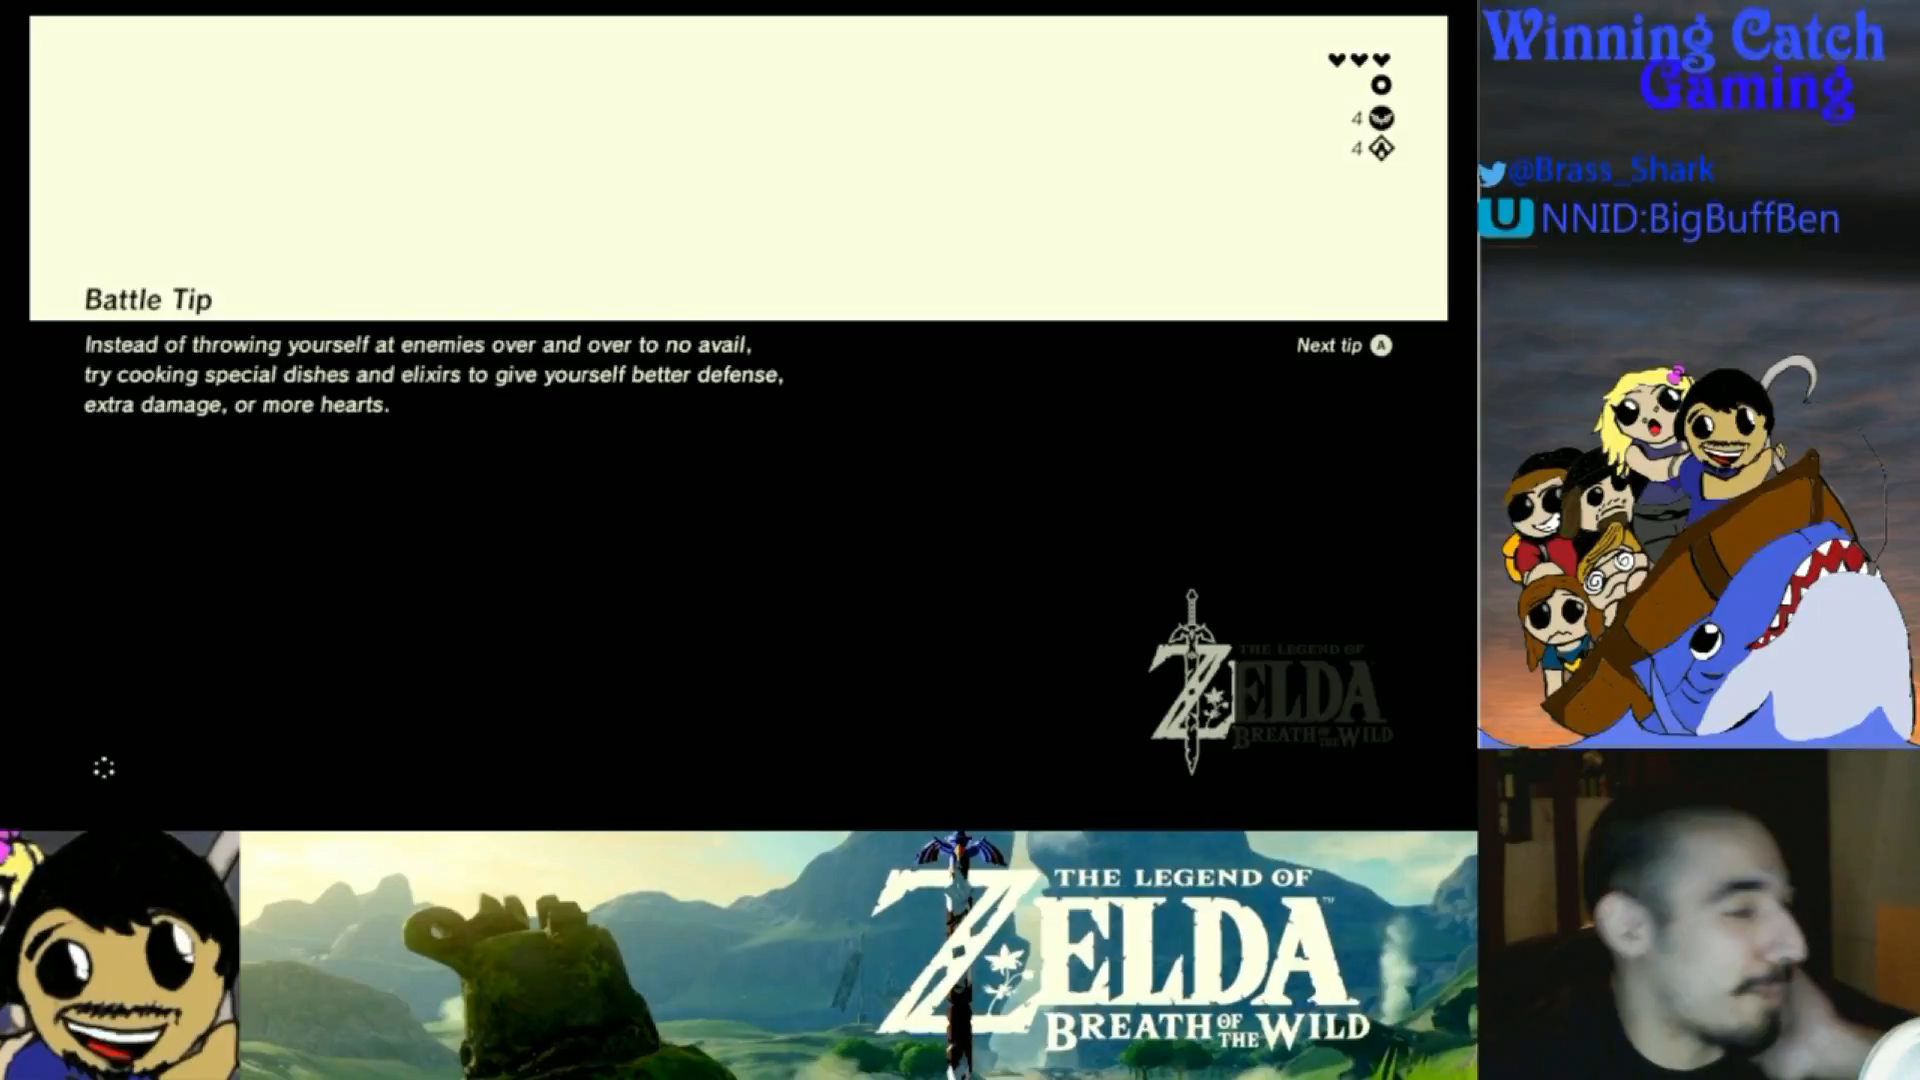 4
4
Battle Tip
Instead of throwing yourself at enemies over and over to no avail,
try cooking special dishes and elixirs to give yourself better defense,
extra damage, or more hearts.
Next tip A
THE LEGEND OF
ZELDA
BREATH OF THE WILD
Winning Catch
Gaming
@Brass_Shark
U NNID:BigBuffBen
THE LEGEND OF
ZELDA™
BREATH OF THE WILD